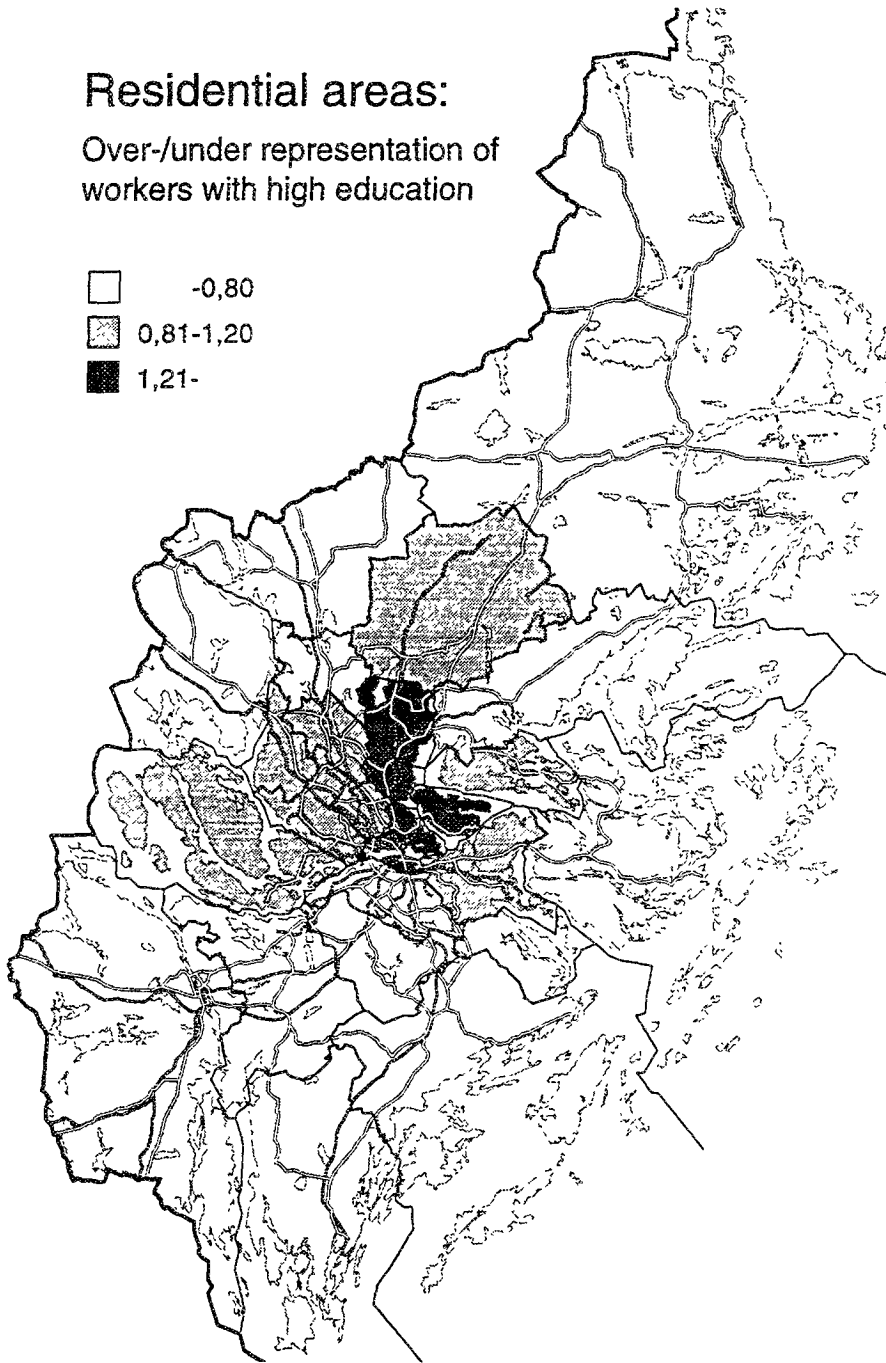 Residential areas:
Over-/under representation of
workers with high education
-0,80
0,81-1,20
1,21-